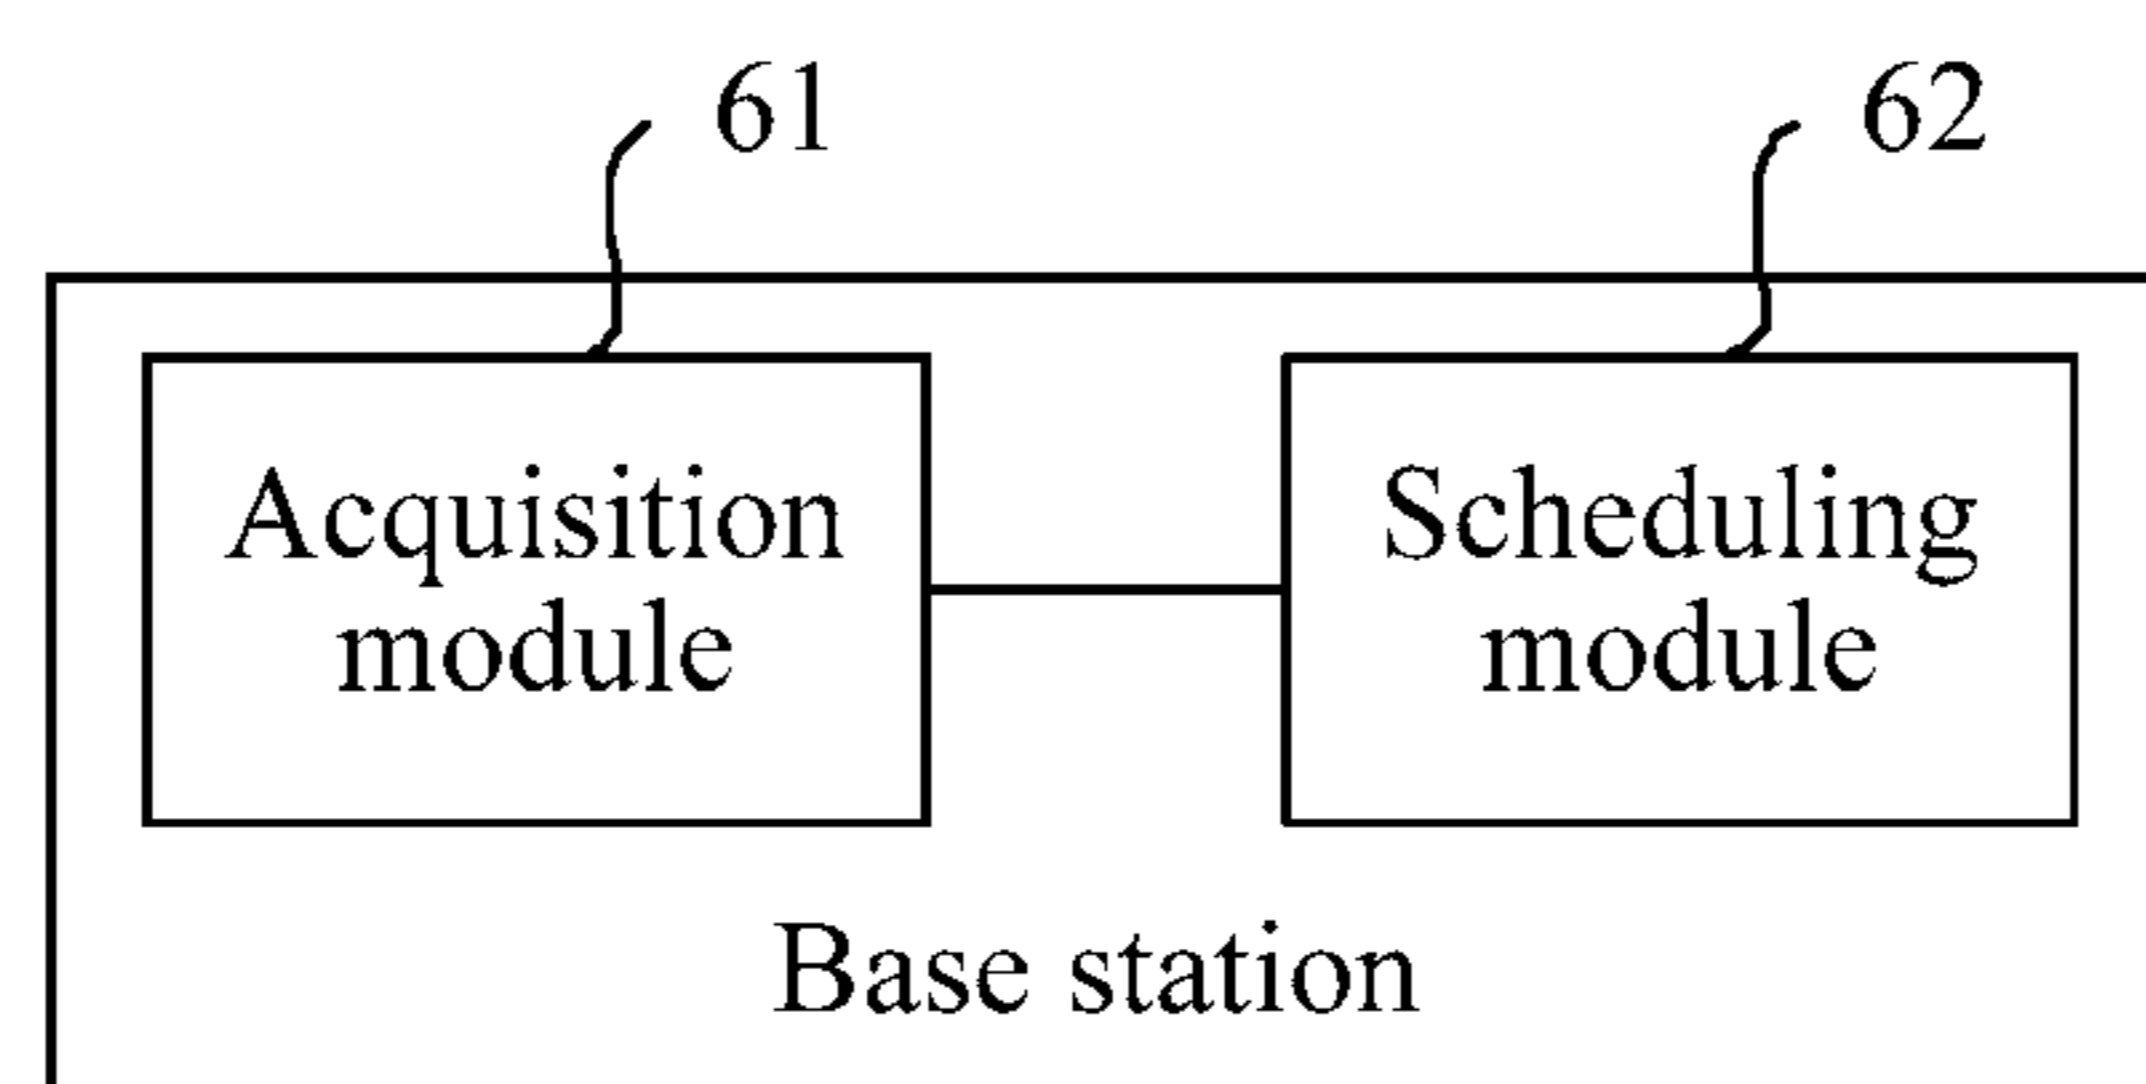 61
62
Acquisition
module
Scheduling
module
Base station